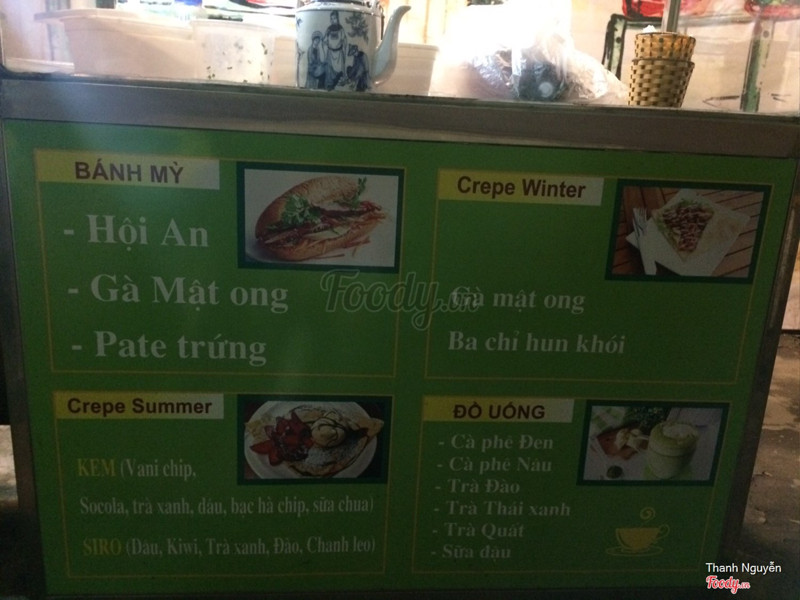 BÁNH MỲ
- Hội An
- Gà Mật ong
- Pate trứng
Crepe Winter
Gà mật ong
Ba chỉ hun khói
Crepe Summer
KEM (Vani chip,
Socola, trà xanh, dâu, bạc hà chip, sữa chua)
SIRO (Dâu, Kiwi, Trà xanh, Đào, Chanh leo)
ĐỒ UỐNG
- Cà phê Đen
- Cà phê Nâu
- Trà Đào
- Trà Thái xanh
- Trà Quất
- Sữa đậu
Foody.vn
Thanh Nguyễn
Foody.vn